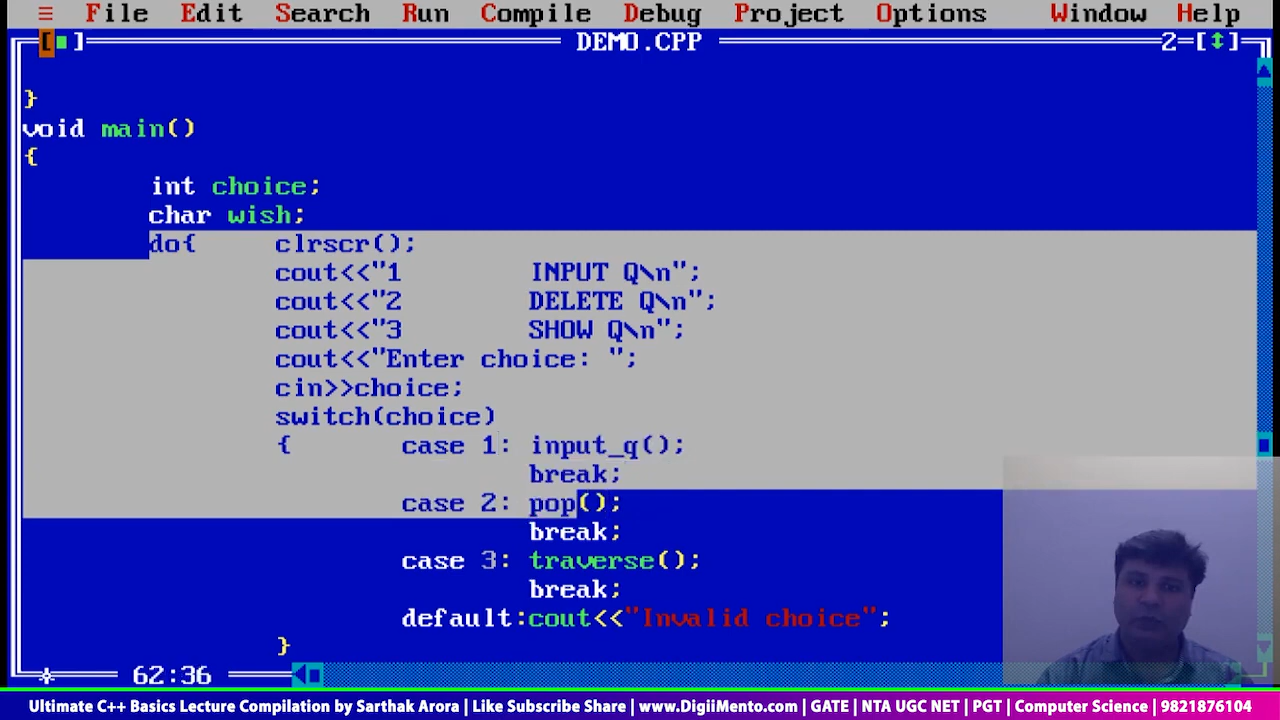 ≡ File Edit Search Run Compile Debug Project Options Window Help
[■] DEMO.CPP 2=[↕]
}
void main()
{
int choice;
char wish;
do{ clrscr();
cout<<"1 INPUT Q\n";
cout<<"2 DELETE Q\n";
cout<<"3 SHOW Q\n";
cout<<"Enter choice: ";
cin>>choice;
switch(choice)
{ case 1: input_q();
break;
case 2: pop();
break;
case 3: traverse();
break;
default:cout<<"Invalid choice";
}
62:36
Ultimate C++ Basics Lecture Compilation by Sarthak Arora | Like Subscribe Share | www.DigiiMento.com | GATE | NTA UGC NET | PGT | Computer Science | 9821876104